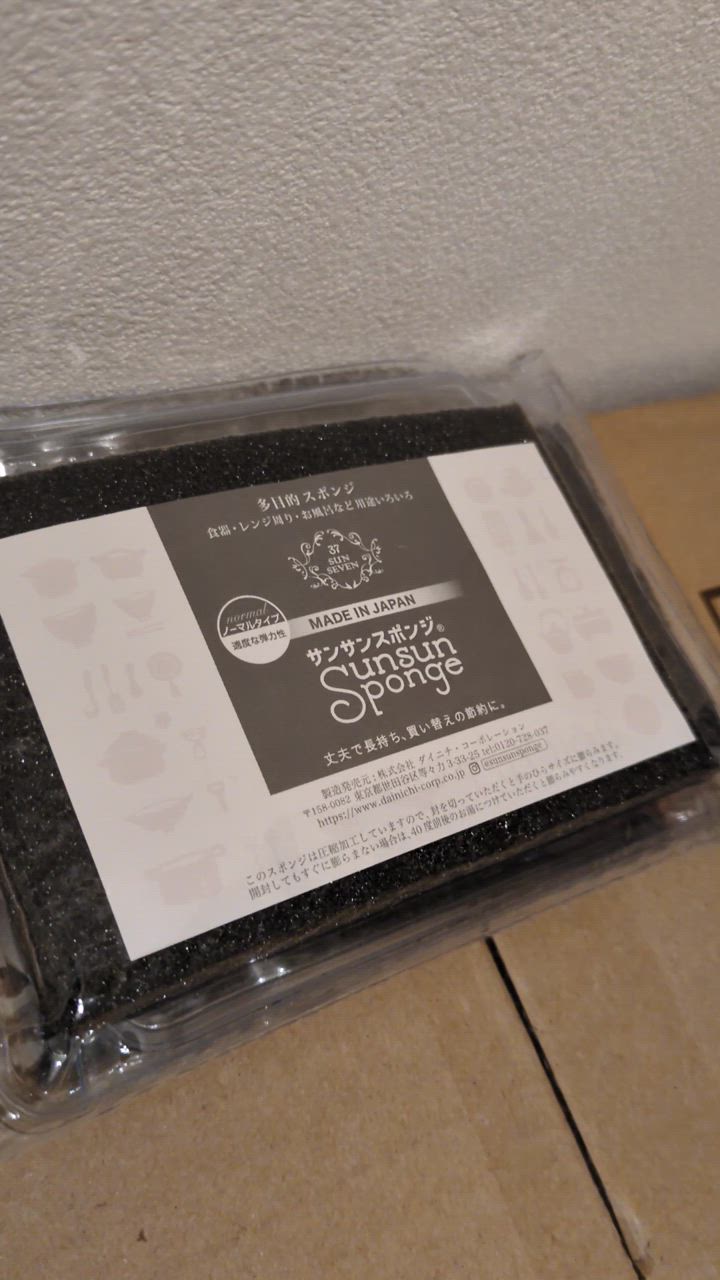 多目的 スポンジ
食器・レンジ周り・お風呂など 用途いろいろ
37
SUN
SEVEN
normal
ノーマルタイプ
適度な弾力性
MADE IN JAPAN
サンサンスポンジ®
Sunsun
Sponge
丈夫で長持ち、買い替えの節約に。
製造発売元:株式会社 ダイニチ・コーポレーション
〒158-0082 東京都世田谷区等々力3-33-25 tel:0120-728-037
https://www.dainichi-corp.co.jp @sunsunsponge
このスポンジは圧縮加工していますので、封を切っていただくと手のひらサイズに膨らみます。
開封してもすぐに膨らまない場合は、40度前後のお湯につけていただくと膨らみやすくなります。